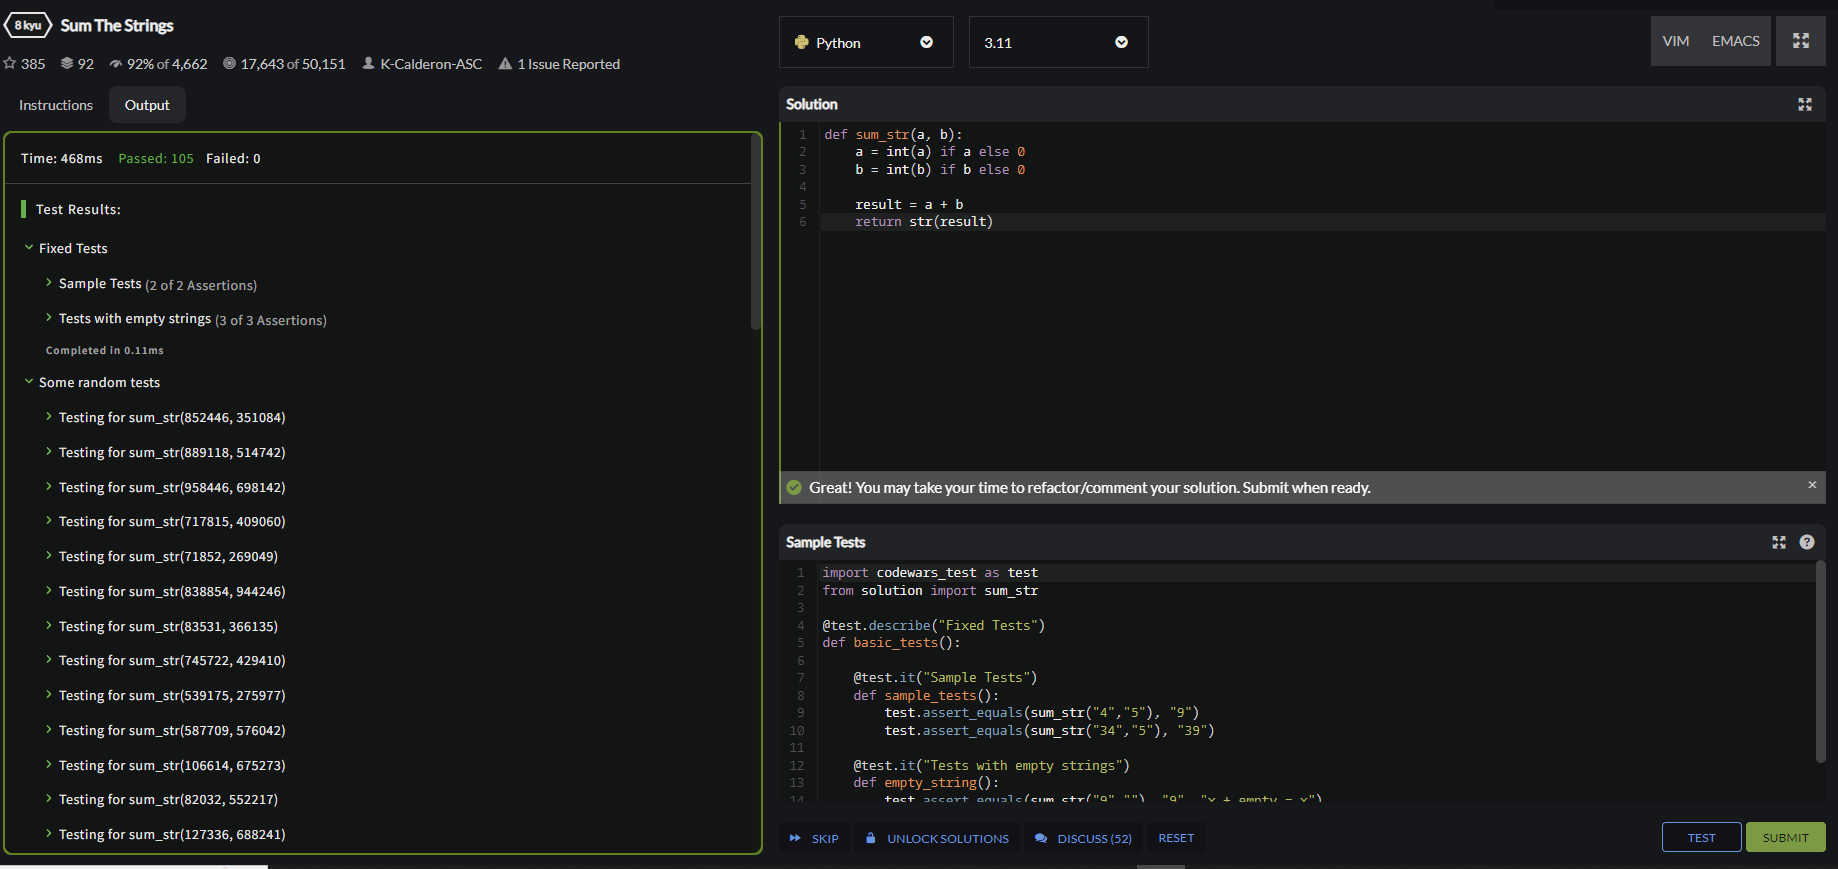 8 kyu Sum The Strings
385 92 92% of 4,662 17,643 of 50,151 K-Calderon-ASC 1 Issue Reported
Instructions Output
Time: 468ms Passed: 105 Failed: 0
Test Results:
Fixed Tests
Sample Tests (2 of 2 Assertions)
Tests with empty strings (3 of 3 Assertions)
Completed in 0.11ms
Some random tests
Testing for sum_str(852446, 351084)
Testing for sum_str(889118, 514742)
Testing for sum_str(958446, 698142)
Testing for sum_str(717815, 409060)
Testing for sum_str(71852, 269049)
Testing for sum_str(838854, 944246)
Testing for sum_str(83531, 366135)
Testing for sum_str(745722, 429410)
Testing for sum_str(539175, 275977)
Testing for sum_str(587709, 576042)
Testing for sum_str(106614, 675273)
Testing for sum_str(82032, 552217)
Testing for sum_str(127336, 688241)
Python 3.11 VIM EMACS
Solution
1 def sum_str(a, b):
2     a = int(a) if a else 0
3     b = int(b) if b else 0
4
5     result = a + b
6     return str(result)
Great! You may take your time to refactor/comment your solution. Submit when ready.
Sample Tests
1 import codewars_test as test
2 from solution import sum_str
3
4 @test.describe("Fixed Tests")
5 def basic_tests():
6
7     @test.it("Sample Tests")
8     def sample_tests():
9         test.assert_equals(sum_str("4","5"), "9")
10         test.assert_equals(sum_str("34","5"), "39")
11
12     @test.it("Tests with empty strings")
13     def empty_string():
14         test.assert_equals(sum_str("9",""), "9", "x + empty = x")
SKIP UNLOCK SOLUTIONS DISCUSS (52) RESET TEST SUBMIT